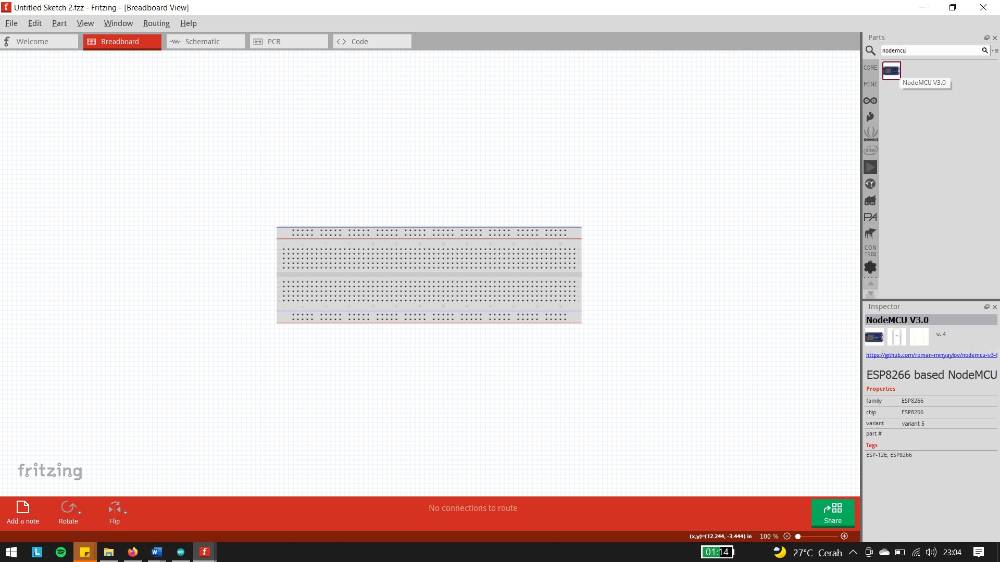 Untitled Sketch 2.fzz - Fritzing - [Breadboard View]
File Edit Part View Window Routing Help
Welcome
Breadboard
Schematic
PCB
Code
Parts
nodemcu
CORE
MINE
NodeMCU V3.0
seeed
intel
PA
CON
TRIB
Inspector
NodeMCU V3.0
v. 4
https://github.com/roman-minyaylov/nodemcu-v3-f
ESP8266 based NodeMCU
Properties
family ESP8266
chip ESP8266
variant variant 5
part #
Tags
ESP-12E, ESP8266
fritzing
Add a note
Rotate
Flip
No connections to route
Share
(x,y)=(12.244, -3.444) in
100 %
01:14
27°C Cerah
23:04